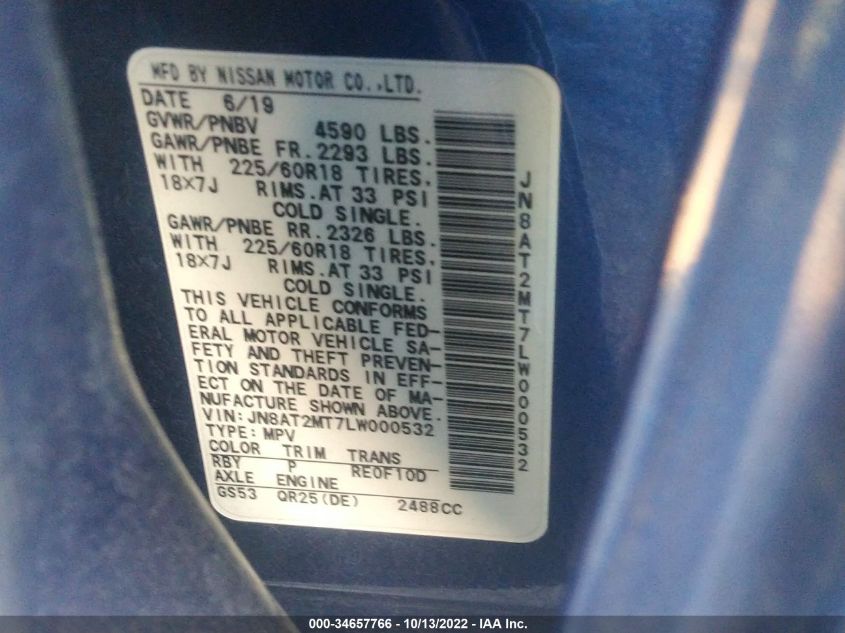 MFD BY NISSAN MOTOR CO.,LTD.
DATE 6/19
GVWR/PNBV 4590 LBS.
GAWR/PNBE FR. 2293 LBS.
WITH 225/60R18 TIRES.
18×7J RIMS. AT 33 PSI
COLD SINGLE.
GAWR/PNBE RR. 2326 LBS.
WITH 225/60R18 TIRES.
18×7J RIMS. AT 33 PSI
COLD SINGLE.
THIS VEHICLE CONFORMS
TO ALL APPLICABLE FED-
ERAL MOTOR VEHICLE SA-
FETY AND THEFT PREVEN-
TION STANDARDS IN EFF-
ECT ON THE DATE OF MA-
NUFACTURE SHOWN ABOVE.
VIN: JN8AT2MT7LW000532
TYPE: MPV
COLOR TRIM TRANS
RBY P RE0F10D
AXLE ENGINE
GS53 QR25(DE) 2488CC
JN8AT2MT7LW000532
000-34657766 - 10/13/2022 - IAA Inc.